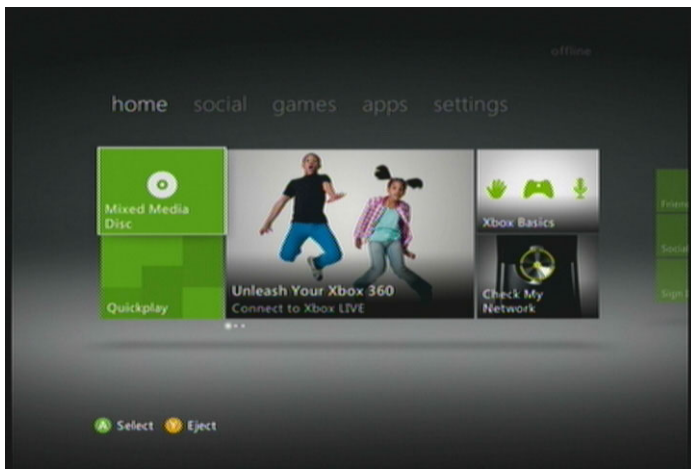 offline
home social games apps settings
Mixed Media
Disc
Xbox Basics
Quickplay
Unleash Your Xbox 360
Connect to Xbox LIVE
Check My
Network
Social
A Select Y Eject